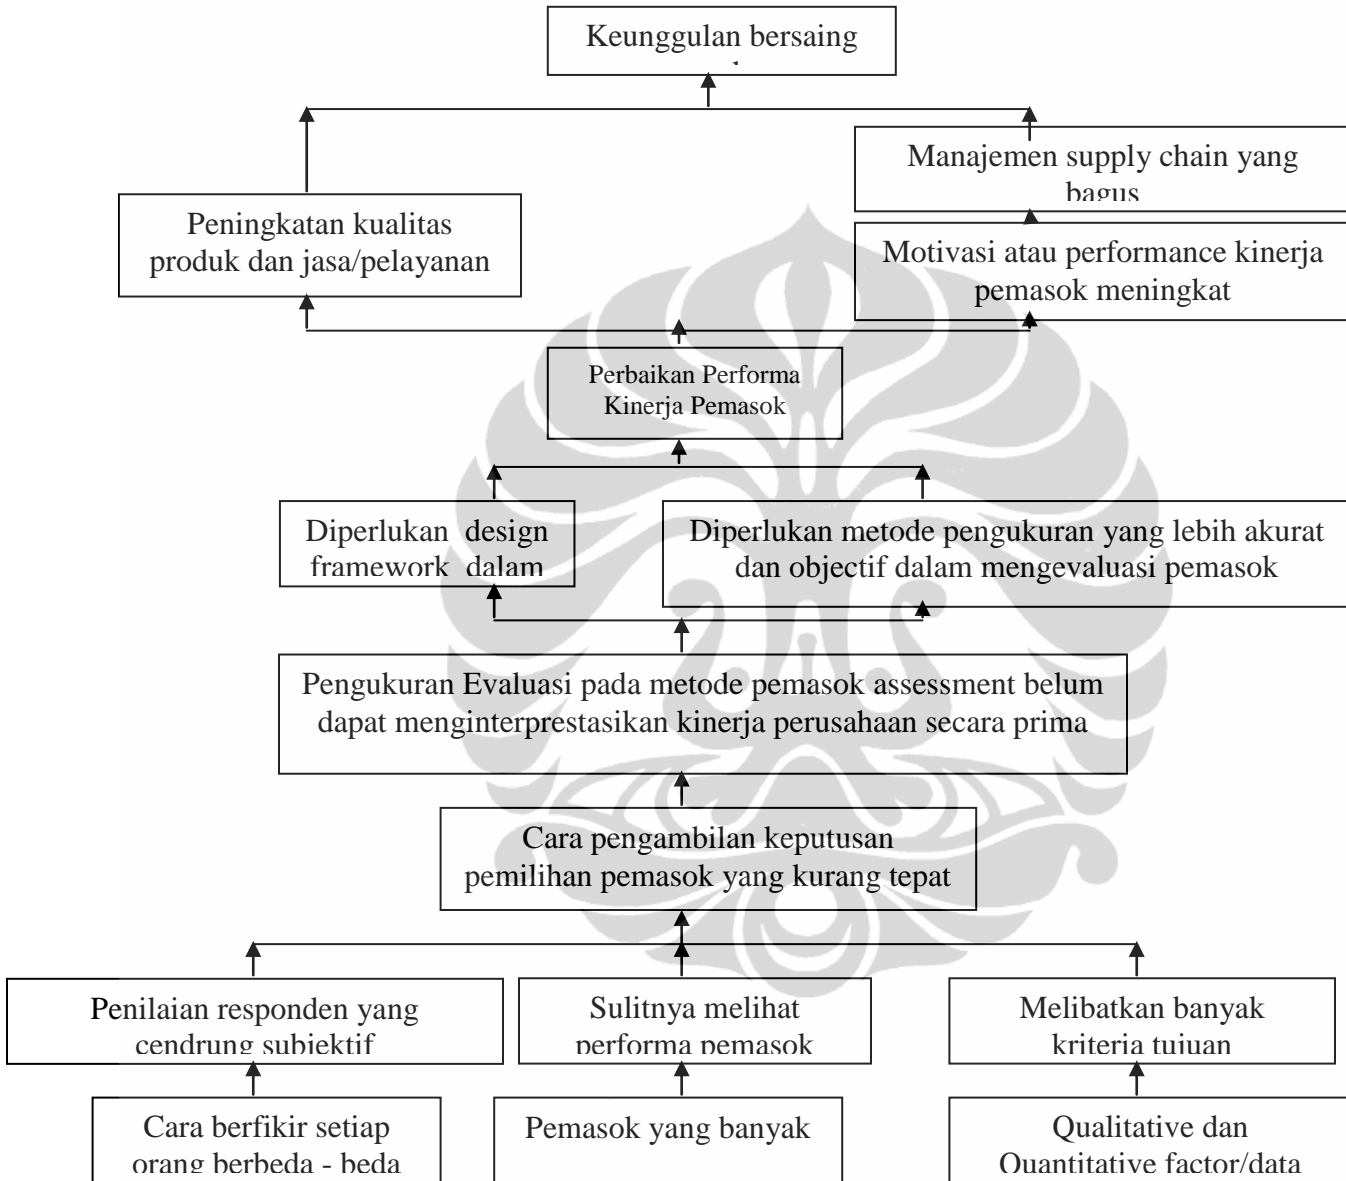 Keunggulan bersaing
Manajemen supply chain yang
bagus
Peningkatan kualitas
produk dan jasa/pelayanan
Motivasi atau performance kinerja
pemasok meningkat
Perbaikan Performa
Kinerja Pemasok
Diperlukan design
framework dalam
Diperlukan metode pengukuran yang lebih akurat
dan objectif dalam mengevaluasi pemasok
Pengukuran Evaluasi pada metode pemasok assessment belum
dapat menginterprestasikan kinerja perusahaan secara prima
Cara pengambilan keputusan
pemilihan pemasok yang kurang tepat
Penilaian responden yang
cendrung subjektif
Sulitnya melihat
performa pemasok
Melibatkan banyak
kriteria tujuan
Cara berfikir setiap
orang berbeda - beda
Pemasok yang banyak
Qualitative dan
Quantitative factor/data